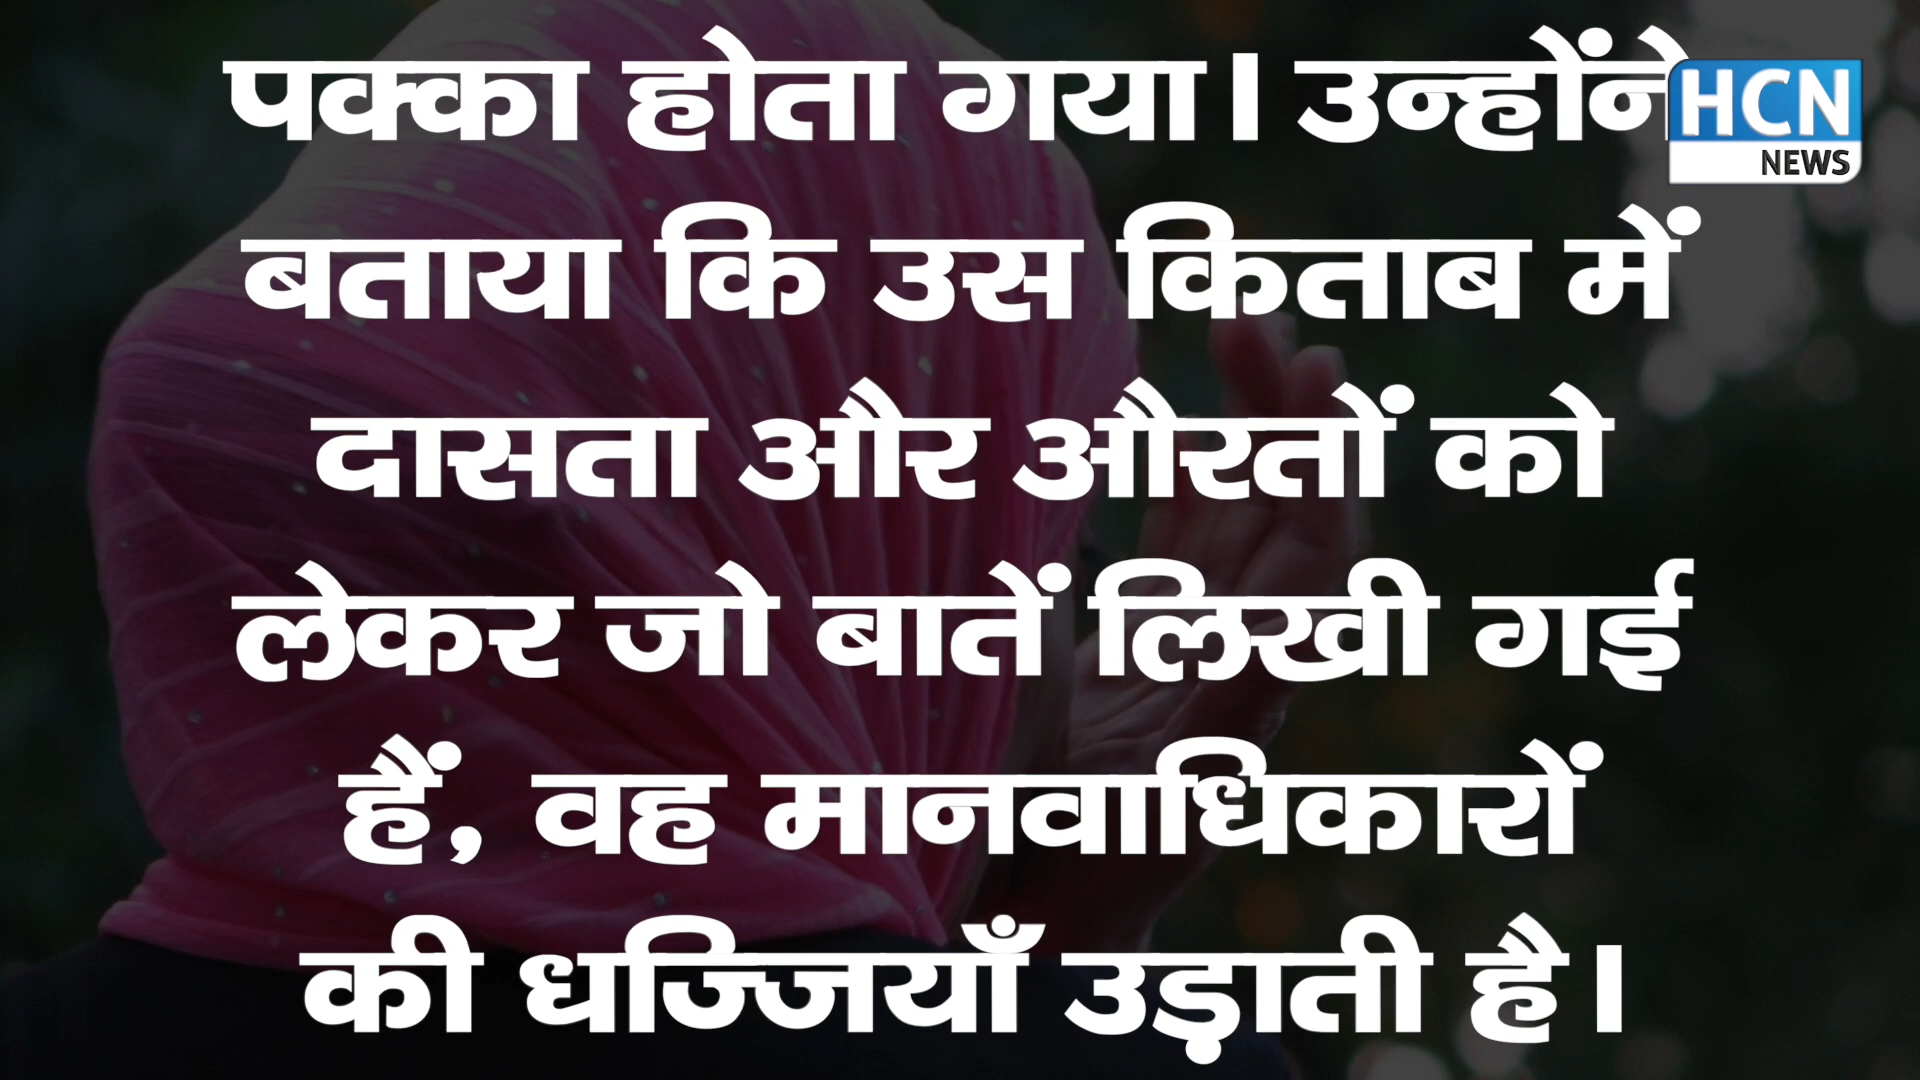 पक्का होता गया। उन्होंने
HCN
NEWS
बताया कि उस किताब में
दासता और औरतों को
लेकर जो बातें लिखी गई
हैं, वह मानवाधिकारों
की धज्जियाँ उड़ाती है।